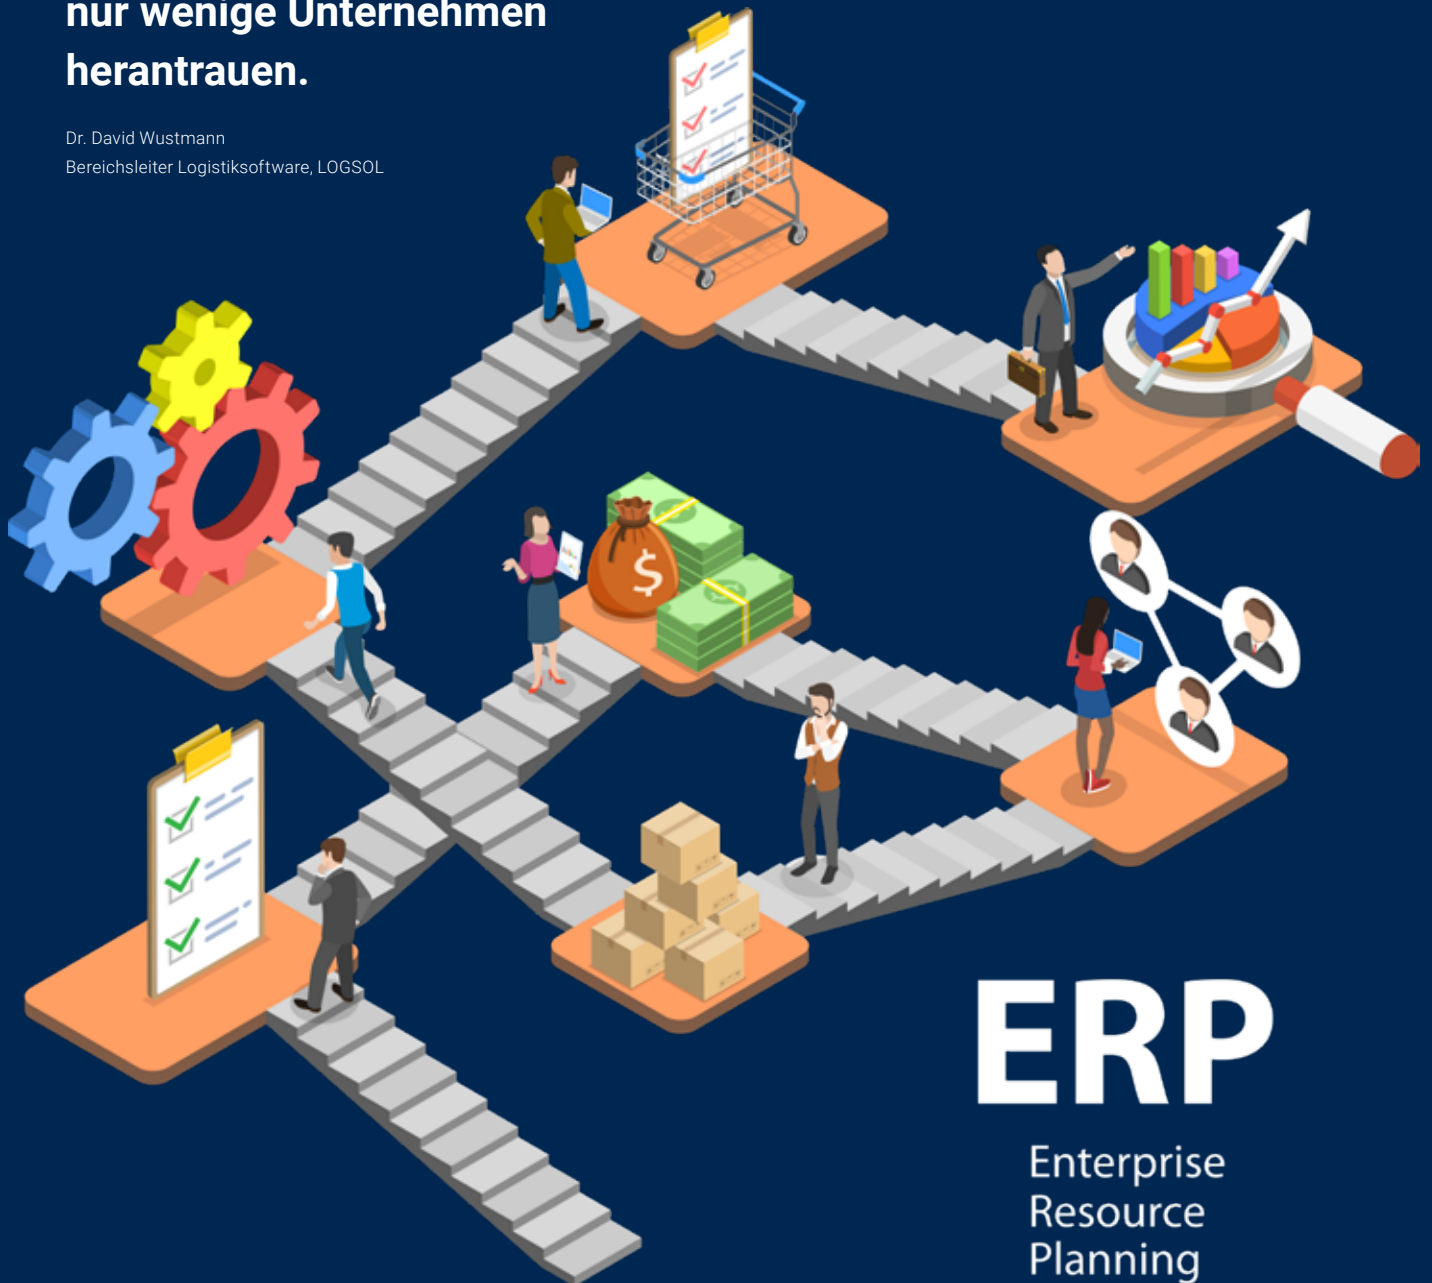 nur wenige Unternehmen
herantrauen.
Dr. David Wustmann
Bereichsleiter Logistiksoftware, LOGSOL
$
ERP
Enterprise
Resource
Planning